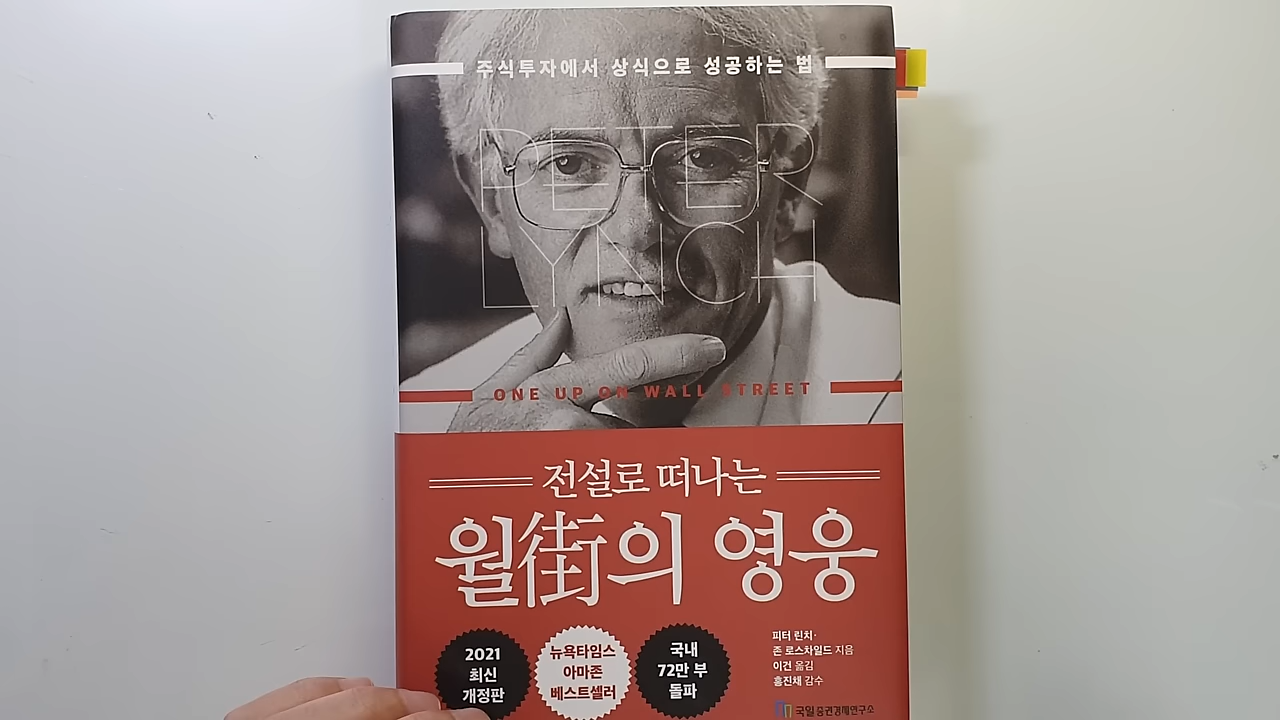 주식투자에서 상식으로 성공하는 법
PETER
LYNCH
ONE UP ON WALL STREET
전설로 떠나는
월街의 영웅
2021
최신
개정판
뉴욕타임스
아마존
베스트셀러
국내
72만 부
돌파
피터 린치·
존 로스차일드 지음
이건 옮김
홍진채 감수
국일증권경제연구소